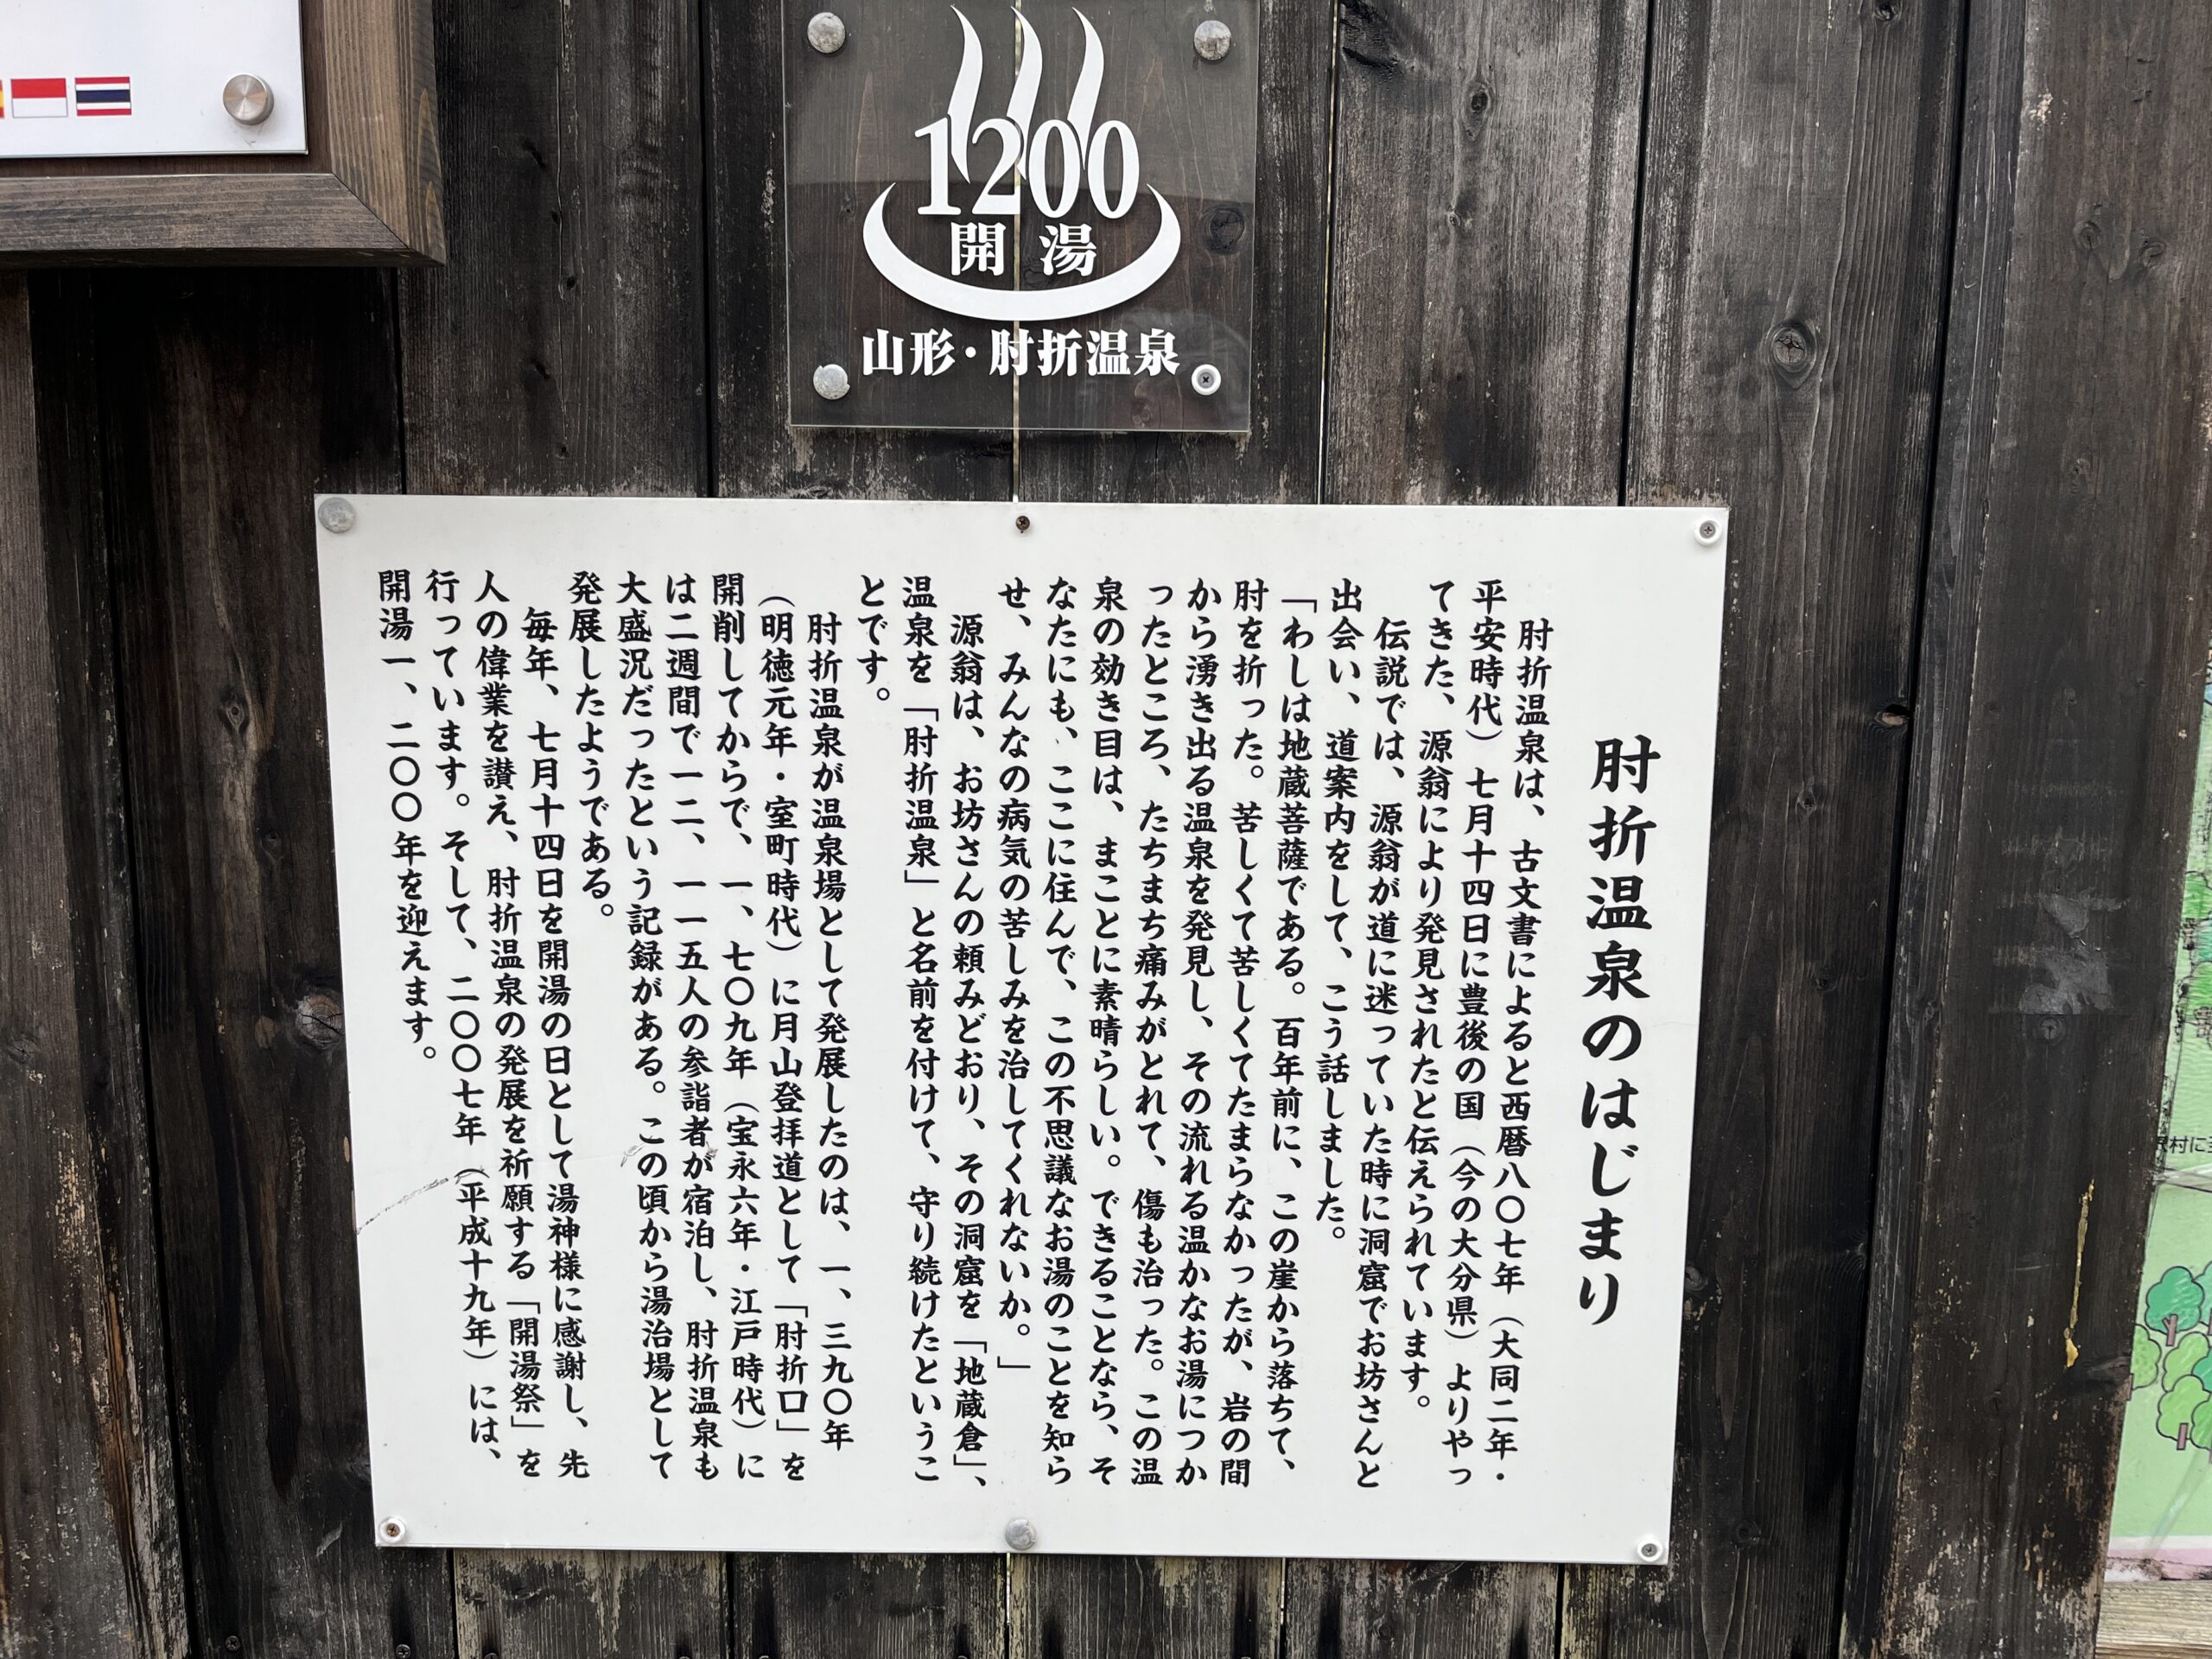 1200
開湯
山形・肘折温泉
肘折温泉のはじまり
肘折温泉は、古文書によると西暦八〇七年（大同二年・
平安時代）七月十四日に豊後の国（今の大分県）よりやっ
てきた、源翁により発見されたと伝えられています。
伝説では、源翁が道に迷っていた時に洞窟でお坊さんと
出会い、道案内をして、こう話しました。
「わしは地蔵菩薩である。百年前に、この崖から落ちて、
肘を折った。苦しくて苦しくてたまらなかったが、岩の間
から湧き出る温泉を発見し、その流れる温かなお湯につか
ったところ、たちまち痛みがとれて、傷も治った。この温
泉の効き目は、まことに素晴らしい。できることなら、そ
なたにも、ここに住んで、この不思議なお湯のことを知ら
せ、みんなの病気の苦しみを治してくれないか。」
源翁は、お坊さんの頼みどおり、その洞窟を「地蔵倉」、
温泉を「肘折温泉」と名前を付けて、守り続けたというこ
とです。
肘折温泉が温泉場として発展したのは、一、三九〇年
（明徳元年・室町時代）に月山登拝道として「肘折口」を
開削してからで、一、七〇九年（宝永六年・江戸時代）に
は二週間で一二、一一五人の参詣者が宿泊し、肘折温泉も
大盛況だったという記録がある。この頃から湯治場として
発展したようである。
毎年、七月十四日を開湯の日として湯神様に感謝し、先
人の偉業を讃え、肘折温泉の発展を祈願する「開湯祭」を
行っています。そして、二〇〇七年（平成十九年）には、
開湯一、二〇〇年を迎えます。